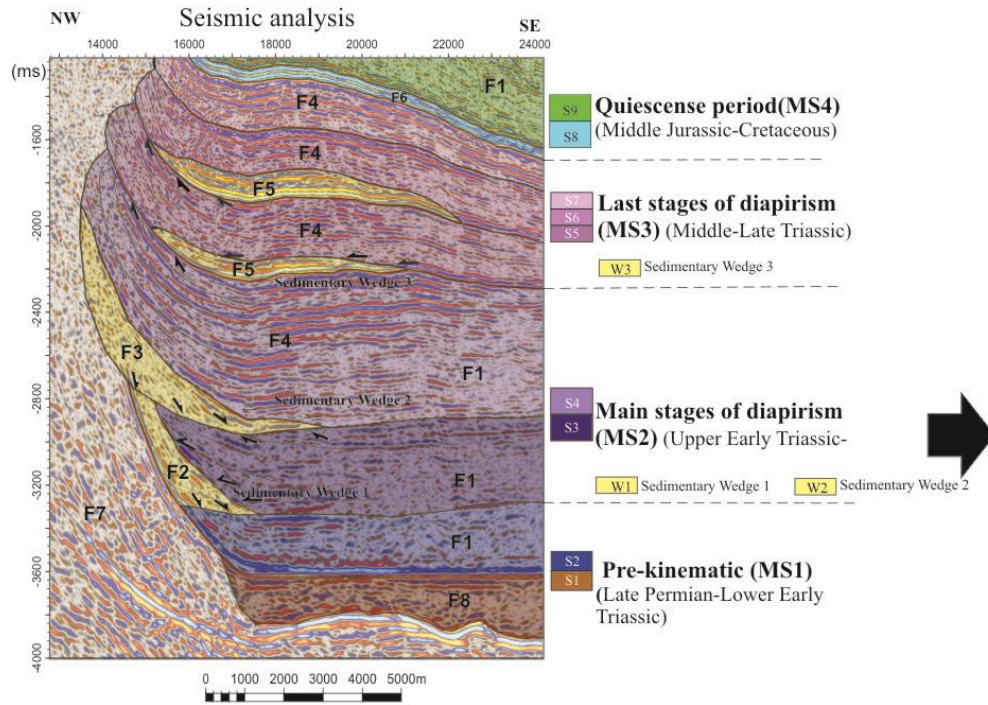 NW
Seismic analysis
SE
14000 16000 18000 20000 22000 24000
(ms)
-1600
-2000
-2400
-2800
-3200
-3600
-4000
F1
F6
F4
F4
F5
F4
F5
Sedimentary Wedge 3
F4
F1
F3
Sedimentary Wedge 2
F2
F1
Sedimentary Wedge 1
F7
F1
F8
0 1000 2000 3000 4000 5000m
S9
S8
Quiescense period(MS4)
(Middle Jurassic-Cretaceous)
S7
S6
S5
Last stages of diapirism
(MS3) (Middle-Late Triassic)
W3 Sedimentary Wedge 3
S4
S3
Main stages of diapirism
(MS2) (Upper Early Triassic-
W1 Sedimentary Wedge 1 W2 Sedimentary Wedge 2
S2
S1
Pre-kinematic (MS1)
(Late Permian-Lower Early
Triassic)